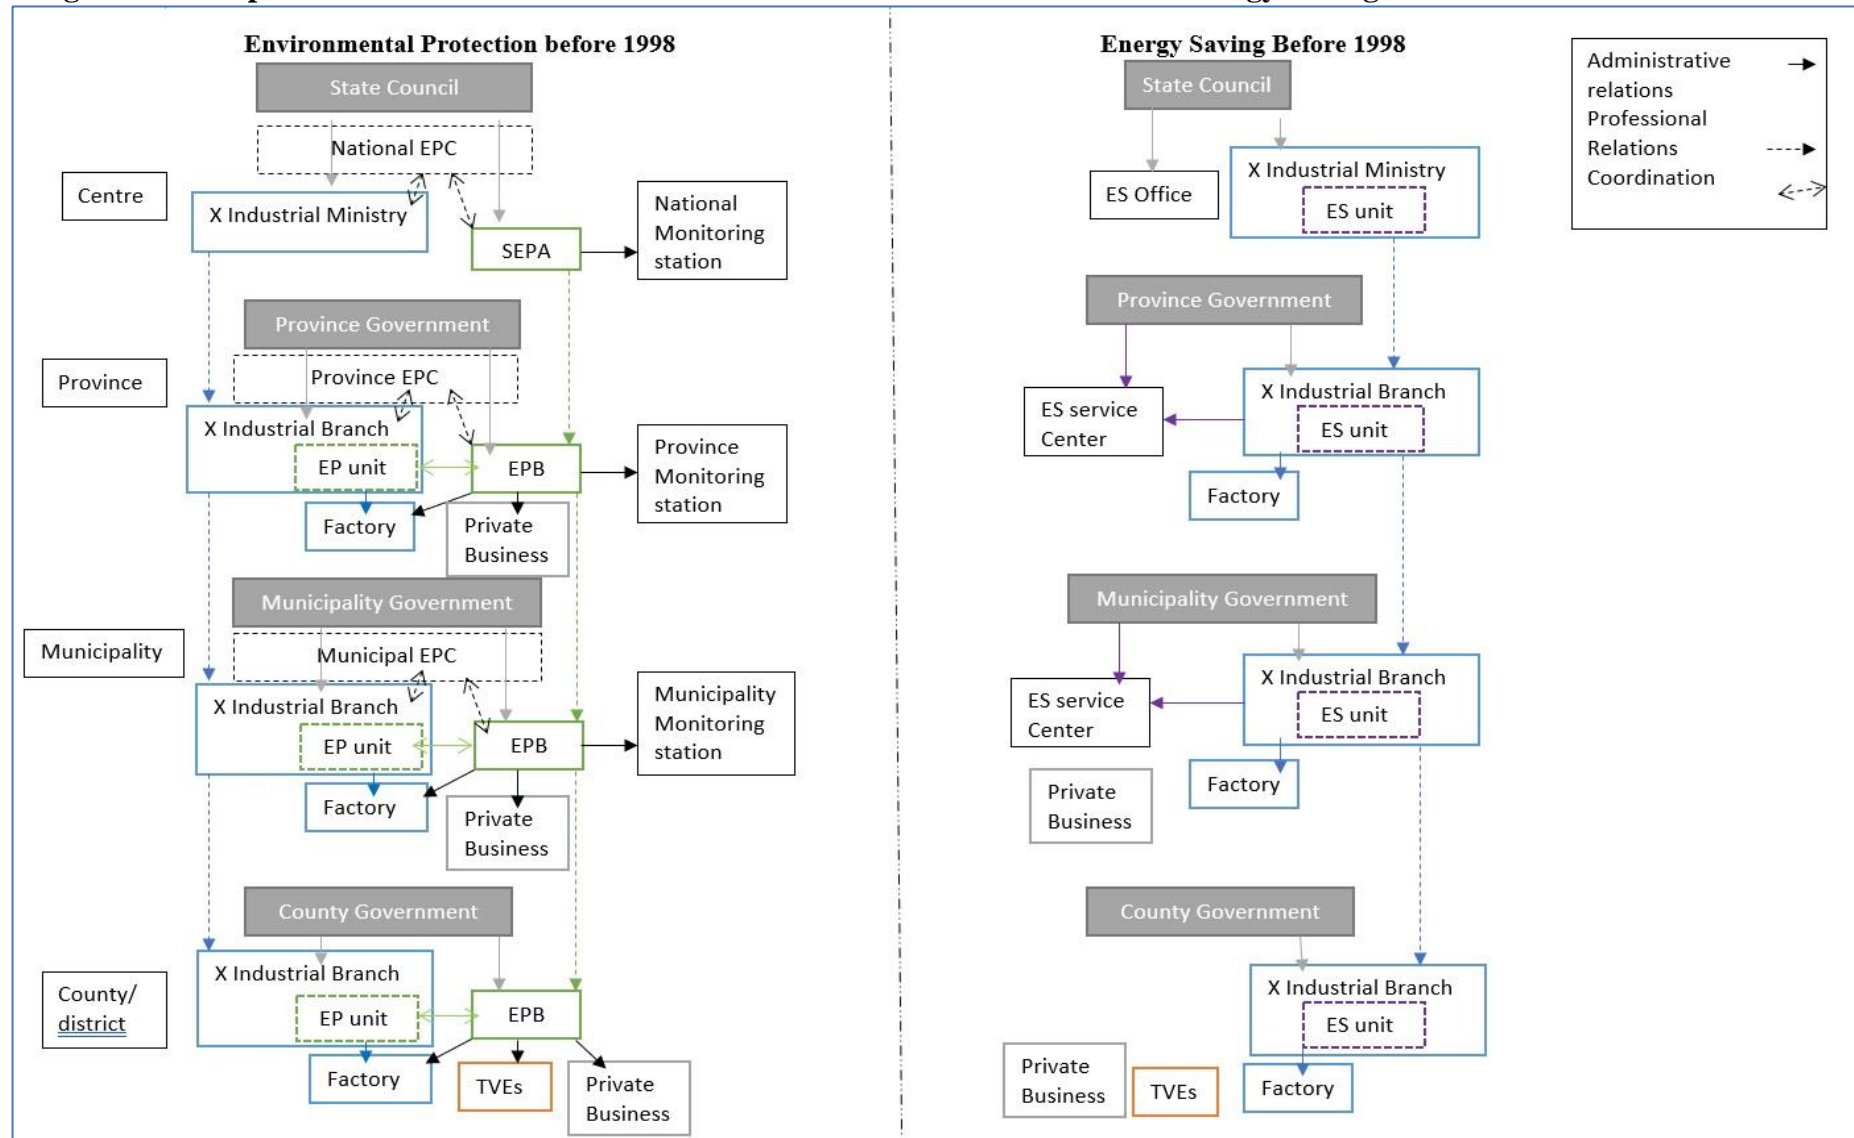 Environmental Protection before 1998
State Council
National EPC
Centre
X Industrial Ministry
SEPA
National
Monitoring
station
Province Government
Province
Province EPC
X Industrial Branch
EP unit
EPB
Province
Monitoring
station
Factory
Private
Business
Municipality Government
Municipality
Municipal EPC
X Industrial Branch
EP unit
EPB
Municipality
Monitoring
station
Factory
Private
Business
County Government
County/
district
X Industrial Branch
EP unit
EPB
Factory
TVEs
Private
Business
Energy Saving Before 1998
State Council
ES Office
X Industrial Ministry
ES unit
Province Government
X Industrial Branch
ES unit
ES service
Center
Factory
Municipality Government
X Industrial Branch
ES unit
ES service
Center
Factory
Private
Business
County Government
X Industrial Branch
ES unit
Private
Business
TVEs
Factory
Administrative
relations
Professional
Relations
Coordination